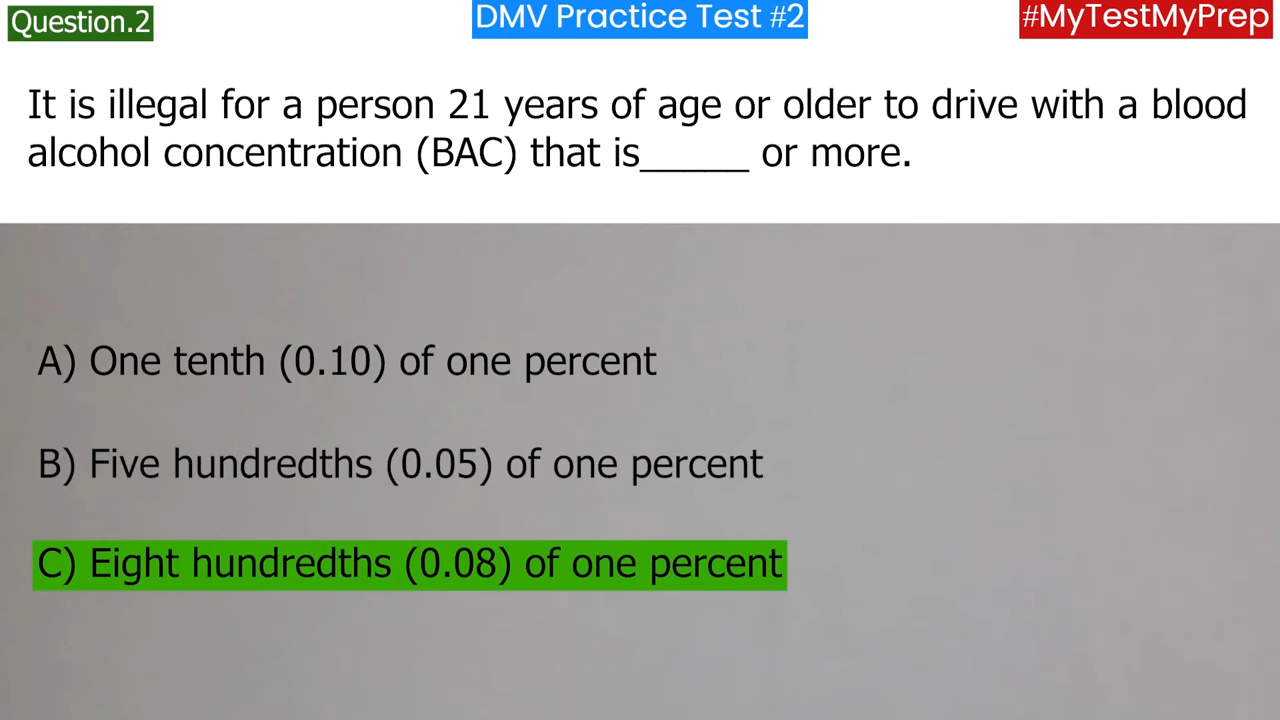 Question.2
DMV Practice Test #2
#MyTestMyPrep
It is illegal for a person 21 years of age or older to drive with a blood
alcohol concentration (BAC) that is_____ or more.
A) One tenth (0.10) of one percent
B) Five hundredths (0.05) of one percent
C) Eight hundredths (0.08) of one percent